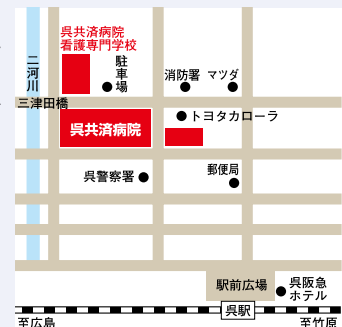 呉共済病院
看護専門学校
二河川
駐車場
消防署
マツダ
三津田橋
トヨタカローラ
呉共済病院
呉警察署
郵便局
駅前広場
呉阪急
ホテル
呉駅
至広島
至竹原